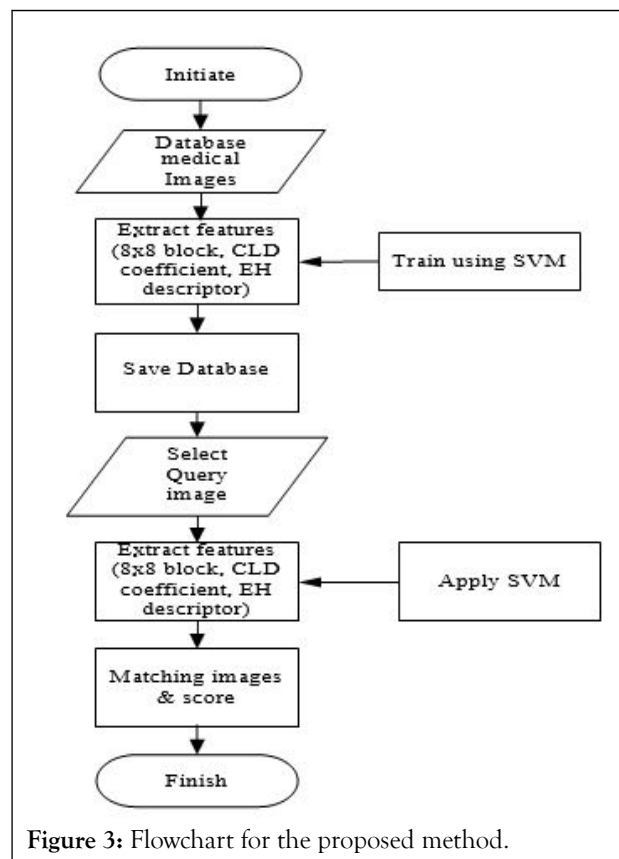 Initiate
Database
medical
Images
Extract features
(8x8 block, CLD
coefficient, EH
descriptor)
Train using SVM
Save Database
Select
Query
image
Extract features
(8x8 block, CLD
coefficient, EH
descriptor)
Apply SVM
Matching images
& score
Finish
Figure 3: Flowchart for the proposed method.